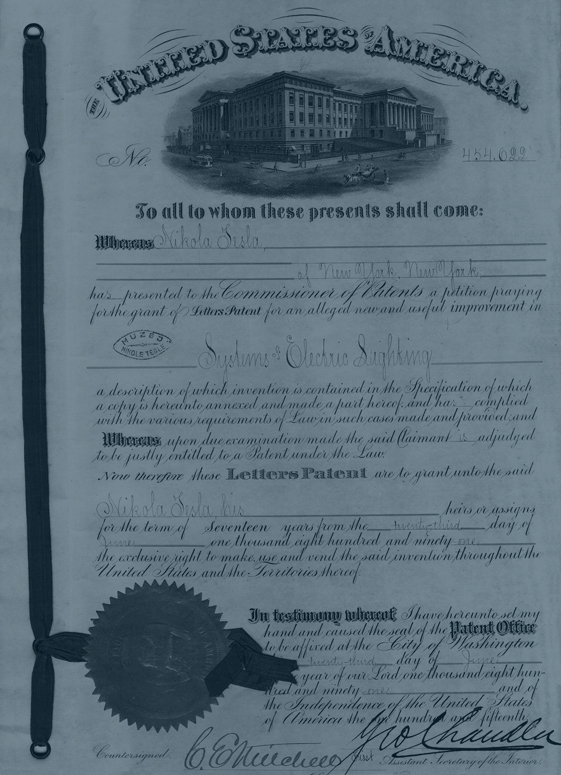 THE UNITED STATES OF AMERICA.
No. 454,622
To all to whom these presents shall come:
Whereas Nikola Tesla,
of New York, New York,
has presented to the Commissioner of Patents a petition praying
for the grant of Letters Patent for an alleged new and useful improvement in
MUZEJ
NIKOLE TESLE
Systems of Electric Lighting
a description of which invention is contained in the Specification of which
a copy is hereunto annexed and made a part hereof, and has complied
with the various requirements of Law in such cases made and provided, and
Whereas upon due examination made the said Claimant is adjudged
to be justly entitled to a Patent under the Law.
Now therefore these Letters Patent are to grant unto the said
Nikola Tesla, his heirs or assigns
for the term of Seventeen years from the twenty-third day of
June, one thousand eight hundred and ninety-one
the exclusive right to make, use and vend the said invention throughout the
United States and the Territories thereof.
In testimony whereof I have hereunto set my
hand and caused the seal of the Patent Office
to be affixed at the City of Washington
twenty-third day of June,
year of our Lord one thousand eight hun-
dred and ninety-one and of
the Independence of the United States
of America the one hundred and fifteenth.
Geo Chandler
Countersigned: C. E. Mitchell
Assistant Secretary of the Interior.